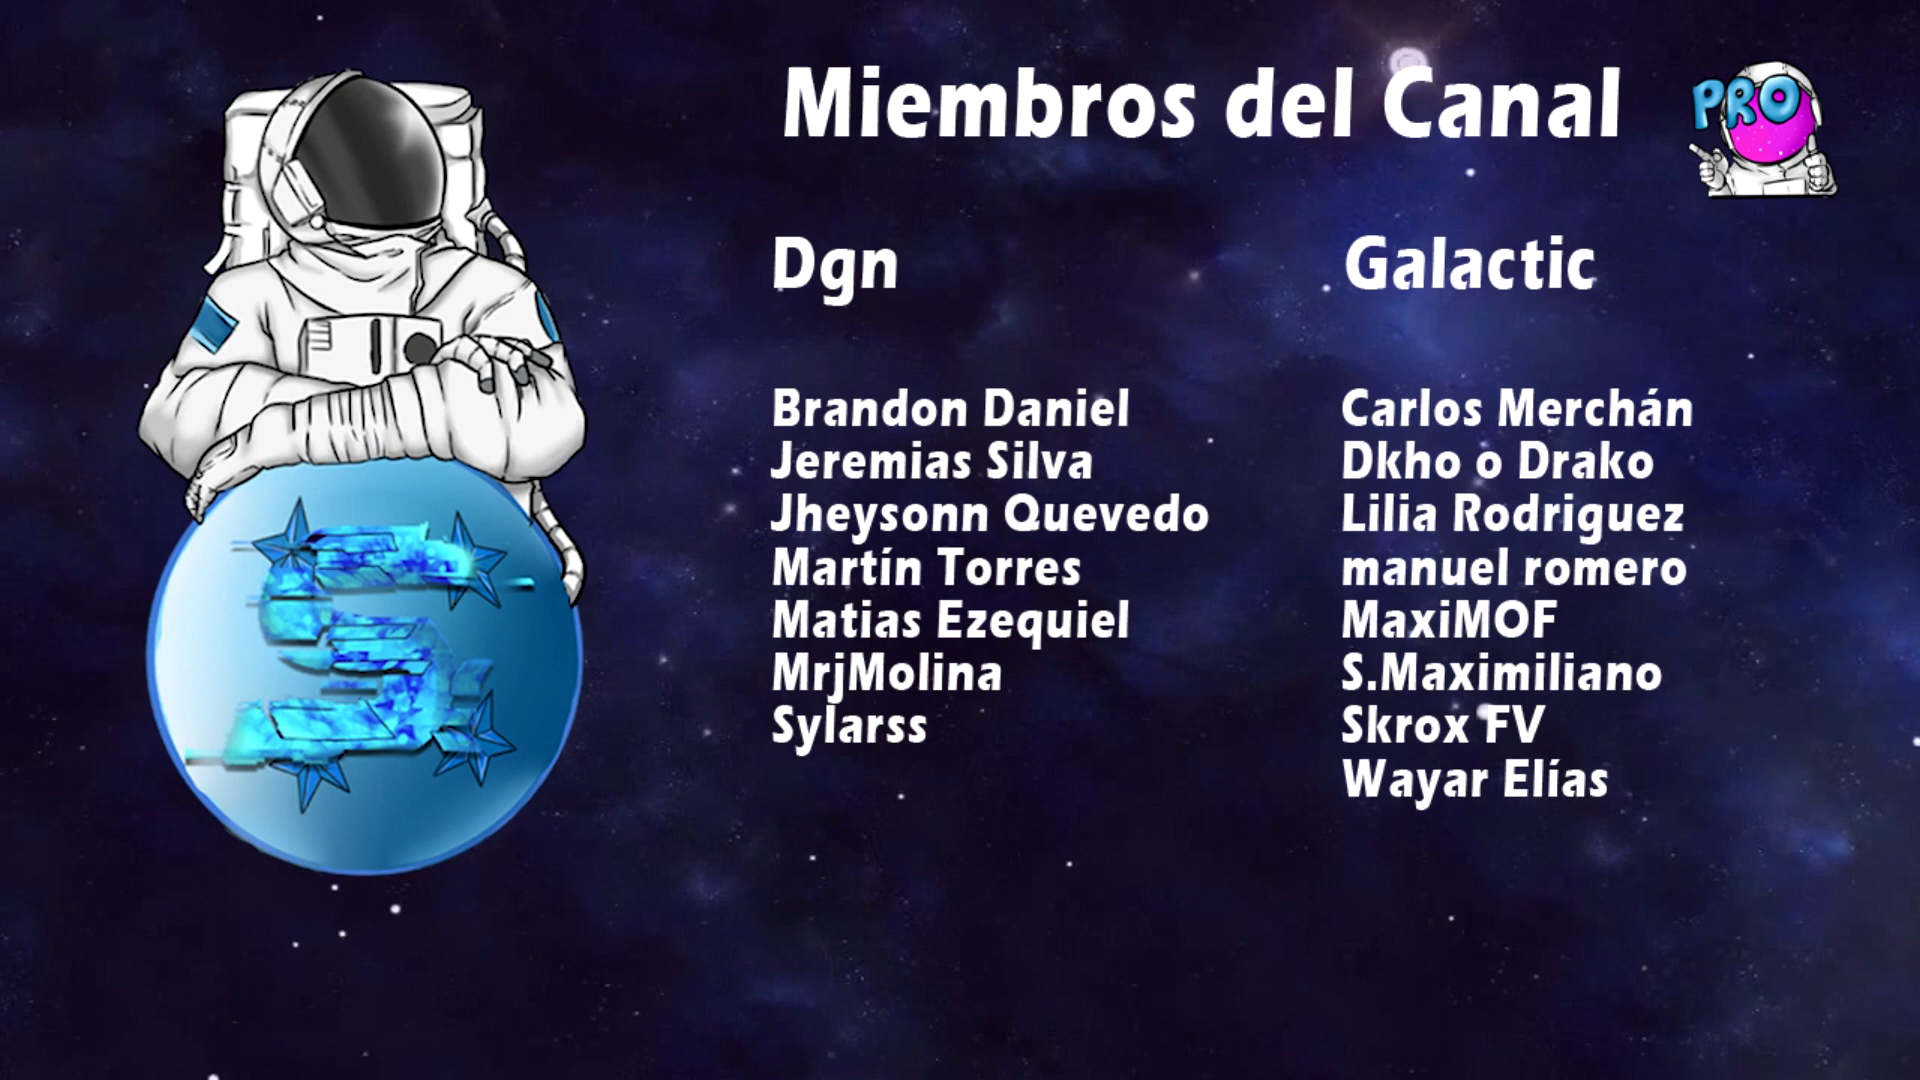 Miembros del Canal
PRO
Dgn
Brandon Daniel
Jeremias Silva
Jheysonn Quevedo
Martín Torres
Matias Ezequiel
MrjMolina
Sylarss
Galactic
Carlos Merchán
Dkho o Drako
Lilia Rodriguez
manuel romero
MaxiMOF
S.Maximiliano
Skrox FV
Wayar Elías
S